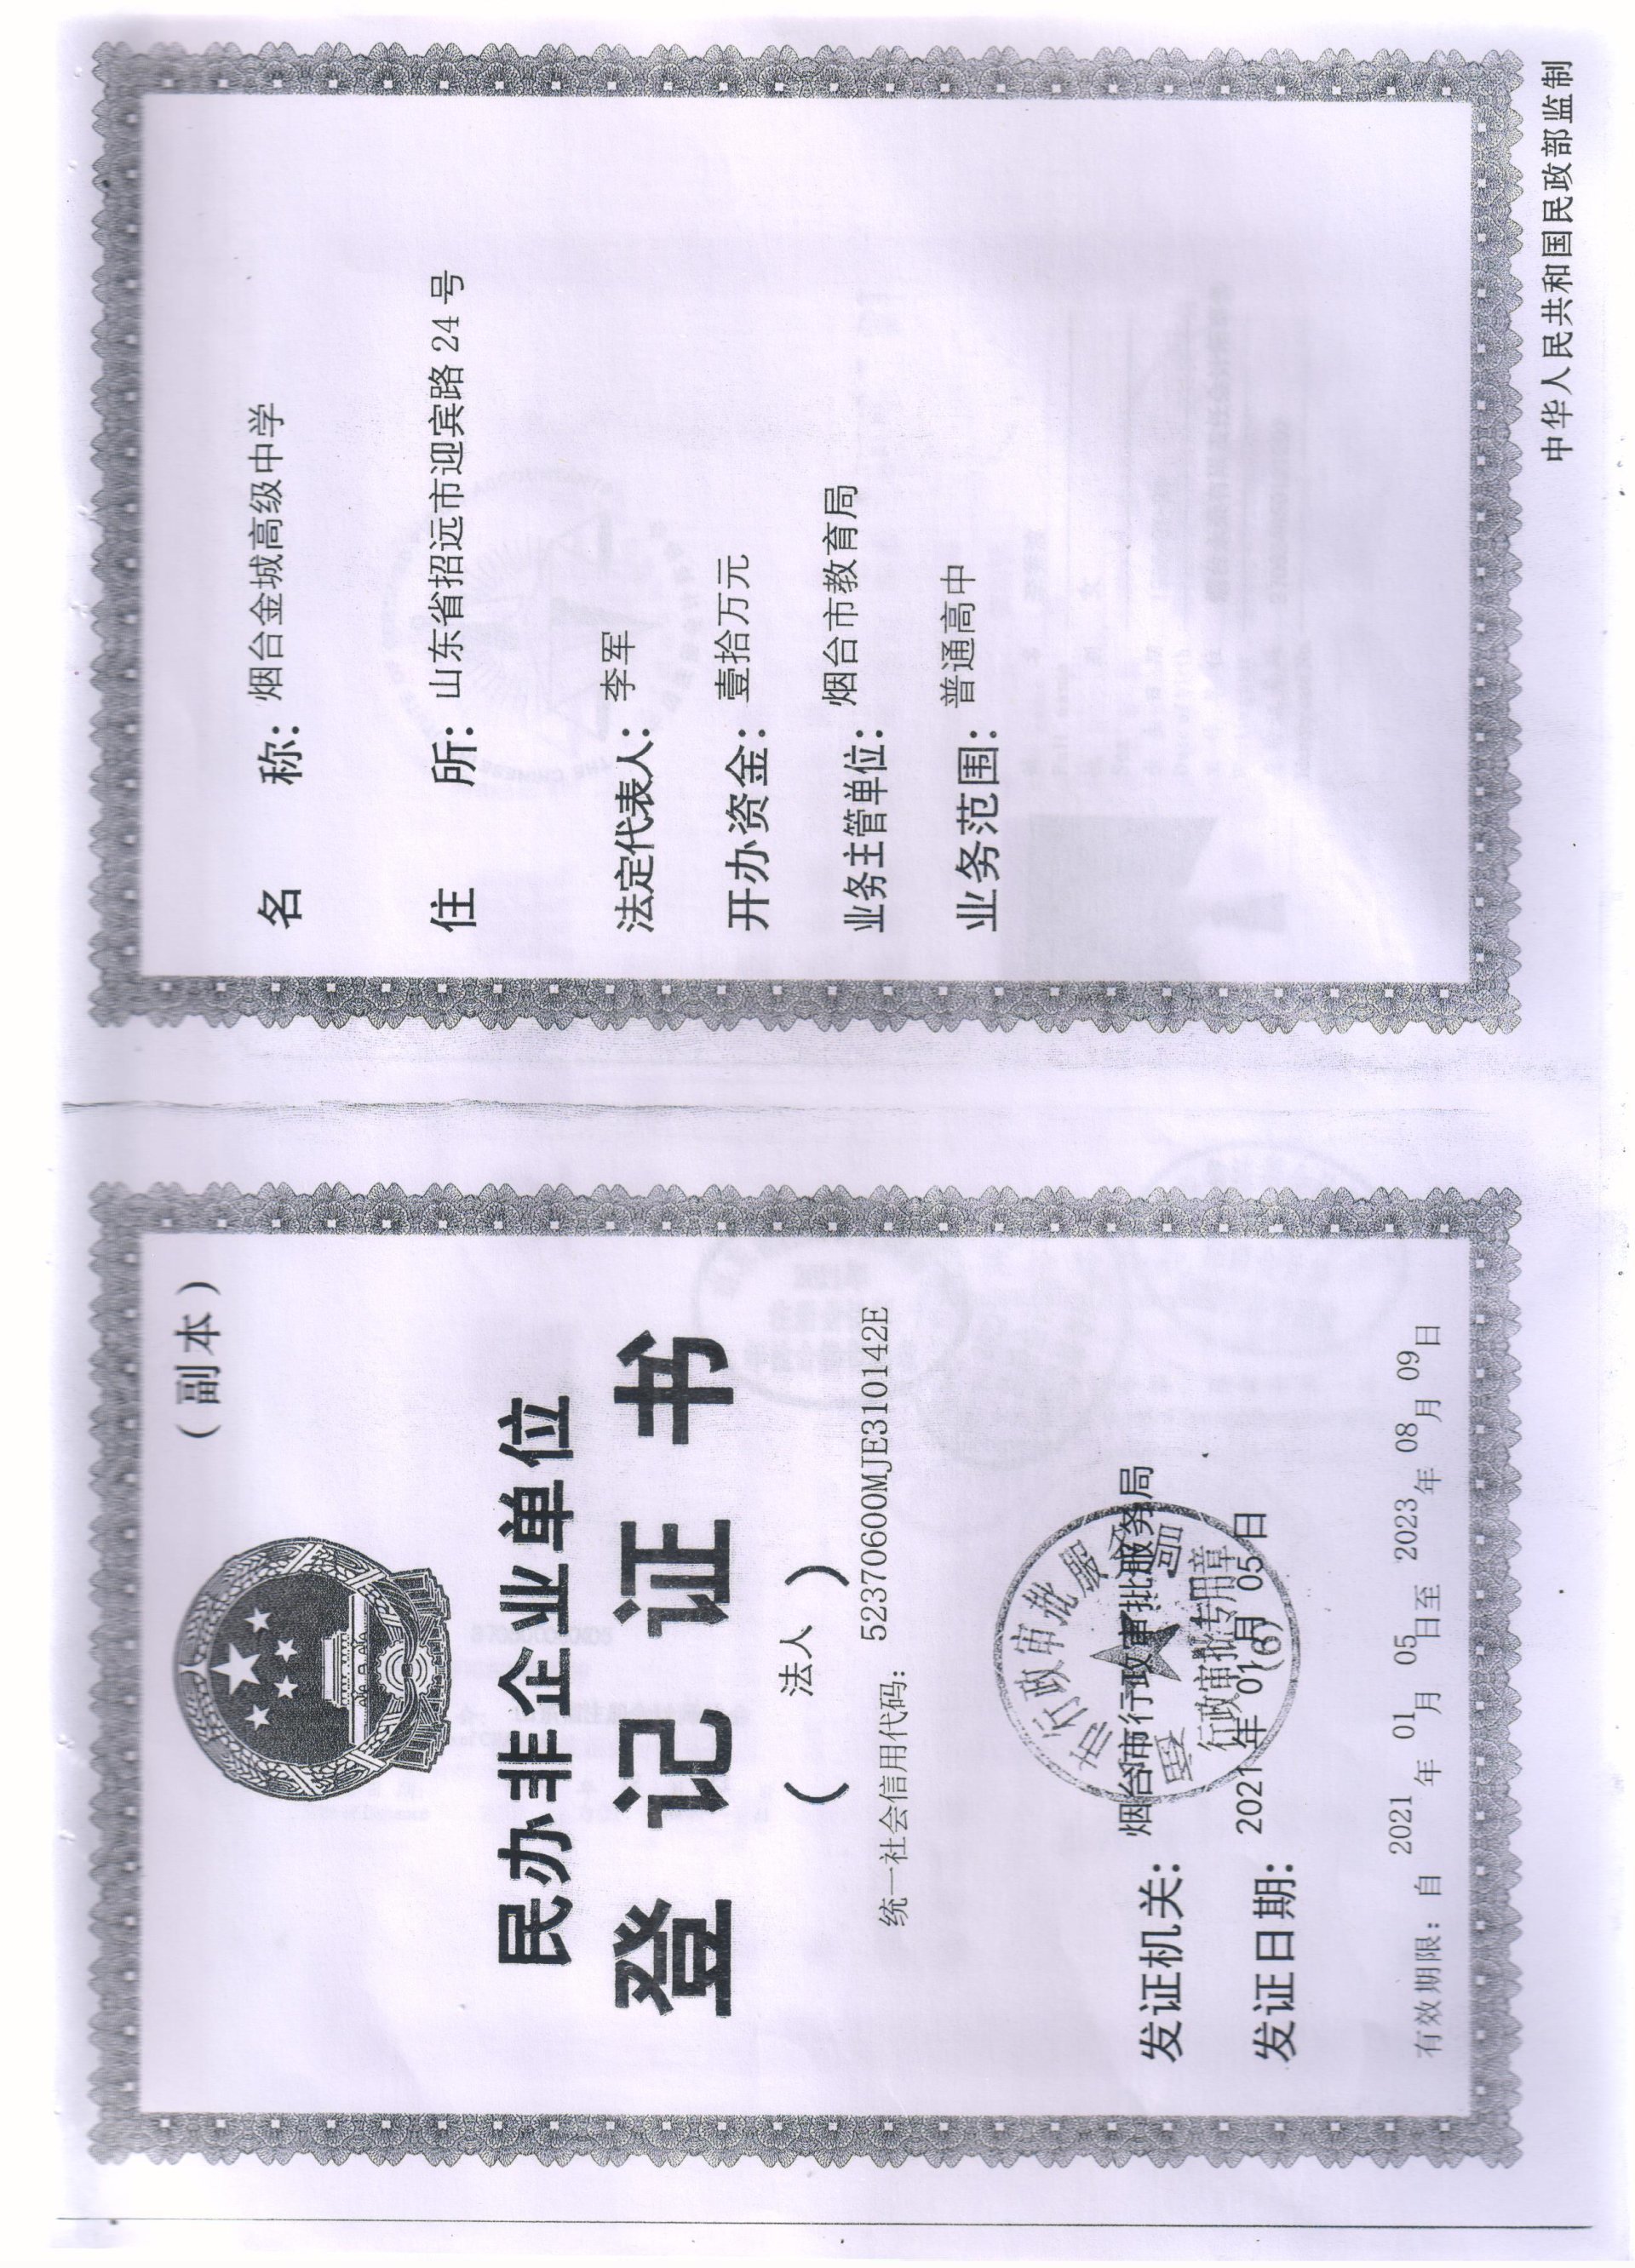 （副本）
民办非企业单位
登记证书
（法人）
统一社会信用代码： 52370600MJE310142E
发证机关： 烟台市行政审批服务局
发证日期： 2021年01月05日
行政审批专用章
(6)
有效期限：自 2021年01月05日至 2023年08月09日
名称： 烟台金城高级中学
住所： 山东省招远市迎宾路24号
法定代表人： 李军
开办资金： 壹拾万元
业务主管单位： 烟台市教育局
业务范围： 普通高中
中华人民共和国民政部监制